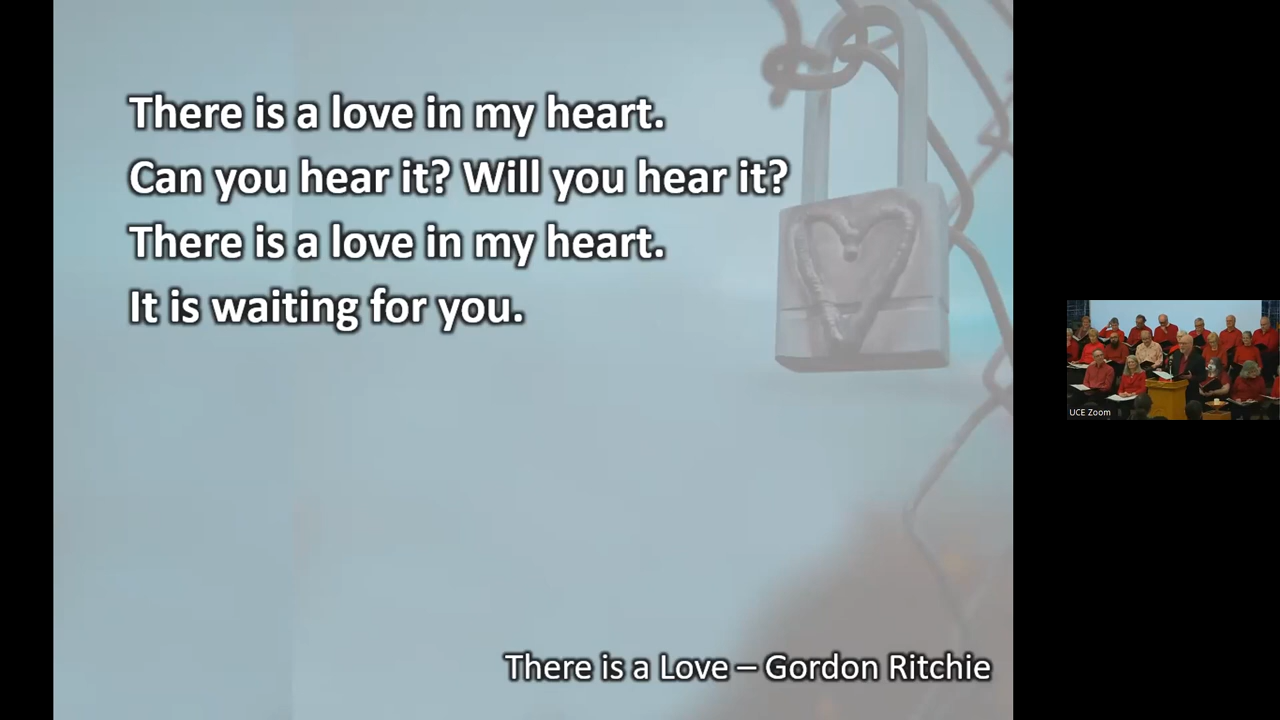 There is a love in my heart.
Can you hear it? Will you hear it?
There is a love in my heart.
It is waiting for you.
UCE Zoom
There is a Love – Gordon Ritchie